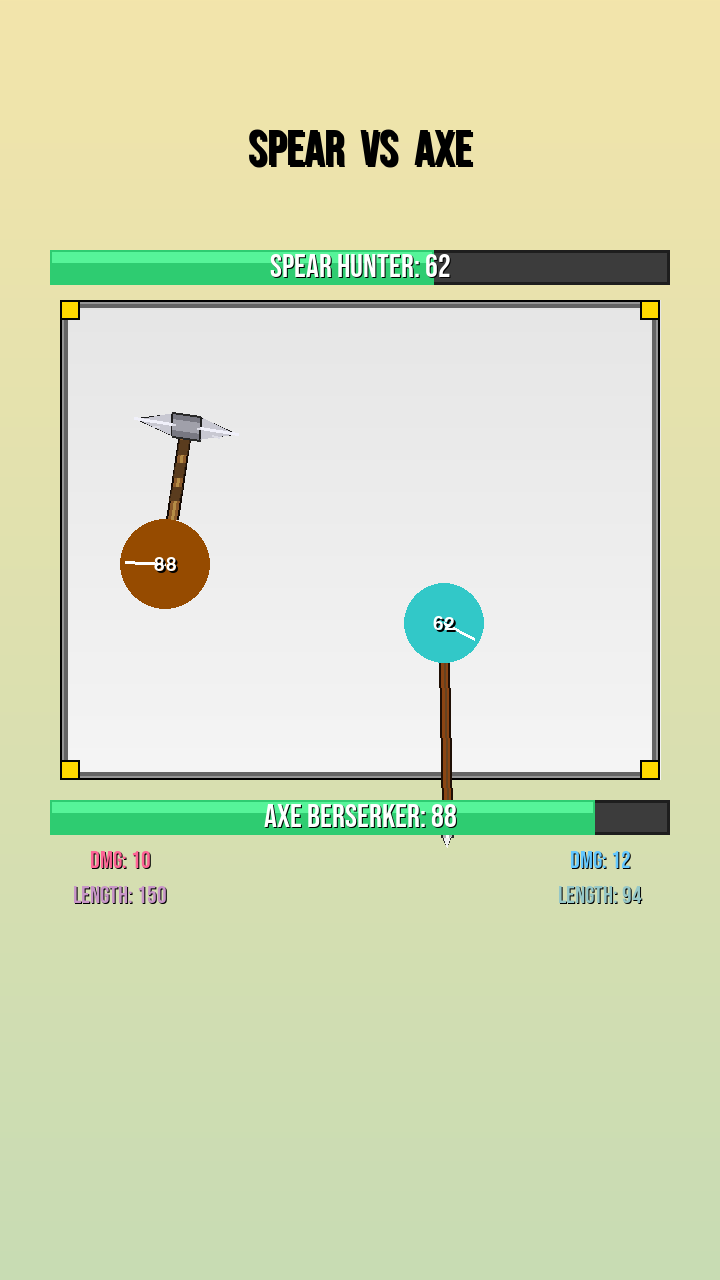 SPEAR VS AXE
SPEAR HUNTER: 62
88
62
AXE BERSERKER: 88
DMG: 10
DMG: 12
LENGTH: 150
LENGTH: 94